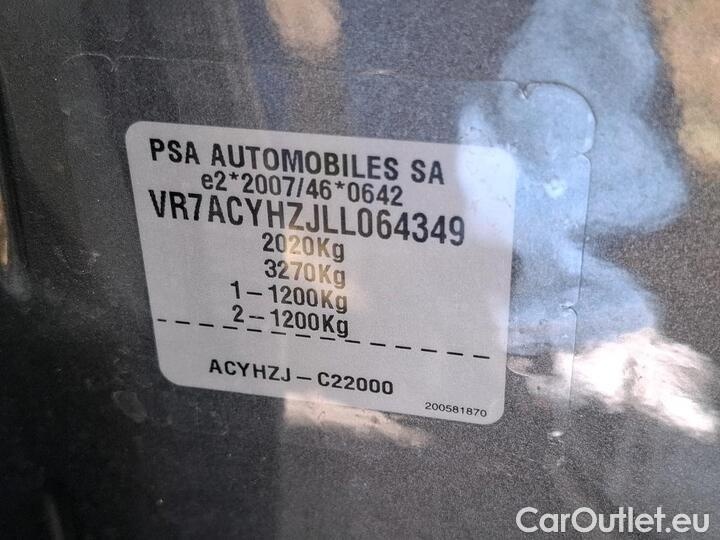 PSA AUTOMOBILES SA
e2*2007/46*0642
VR7ACYHZJLL064349
2020Kg
3270Kg
1-1200Kg
2-1200Kg
ACYHZJ-C22000
200581870
CarOutlet.eu